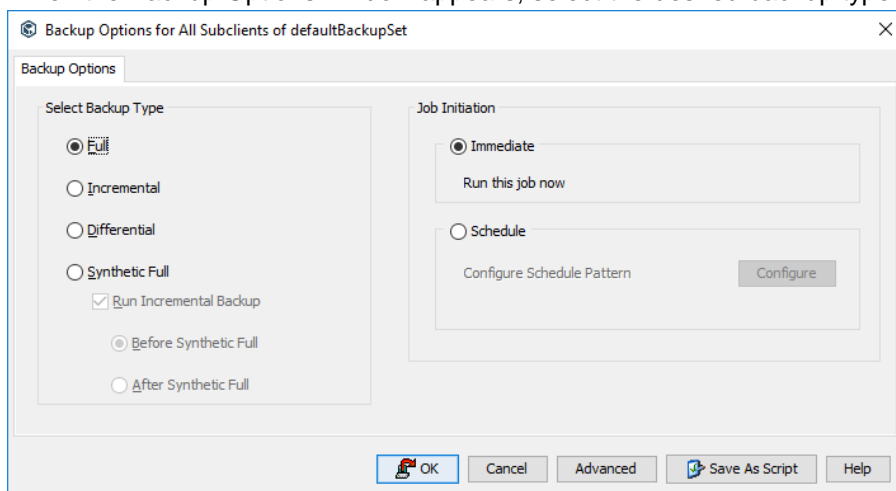 Backup Options for All Subclients of defaultBackupSet
Backup Options
Select Backup Type
Full
Incremental
Differential
Synthetic Full
Run Incremental Backup
Before Synthetic Full
After Synthetic Full
Job Initiation
Immediate
Run this job now
Schedule
Configure Schedule Pattern
Configure
OK
Cancel
Advanced
Save As Script
Help